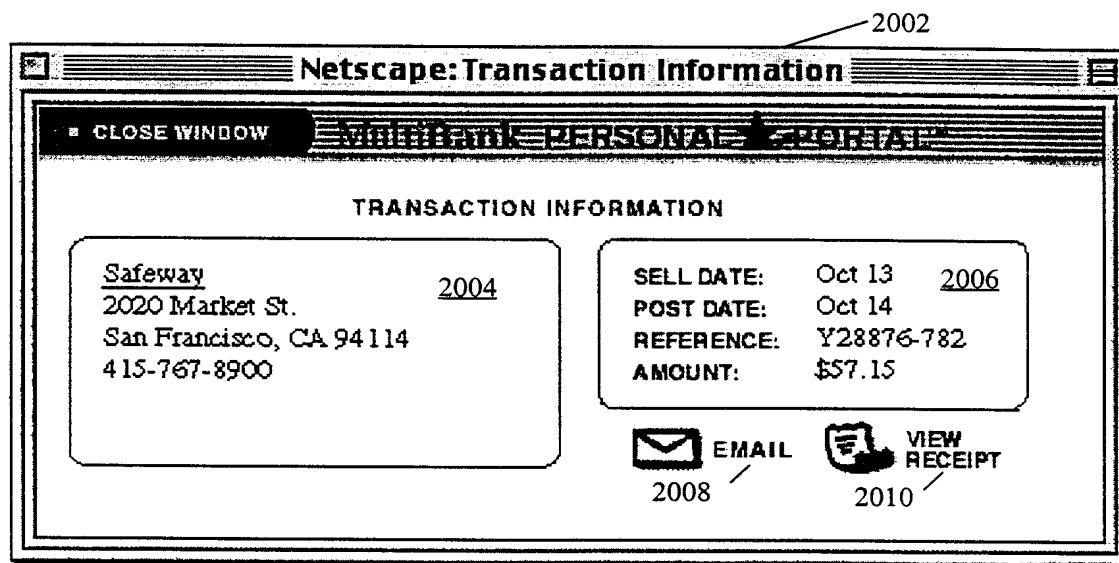 2002
Netscape: Transaction Information
CLOSE WINDOW
MultiBank PERSONAL PORTAL™
TRANSACTION INFORMATION
Safeway
2020 Market St.
San Francisco, CA 94114
415-767-8900
2004
SELL DATE: Oct 13
POST DATE: Oct 14
REFERENCE: Y28876-782
AMOUNT: $57.15
2006
EMAIL
2008
VIEW
RECEIPT
2010